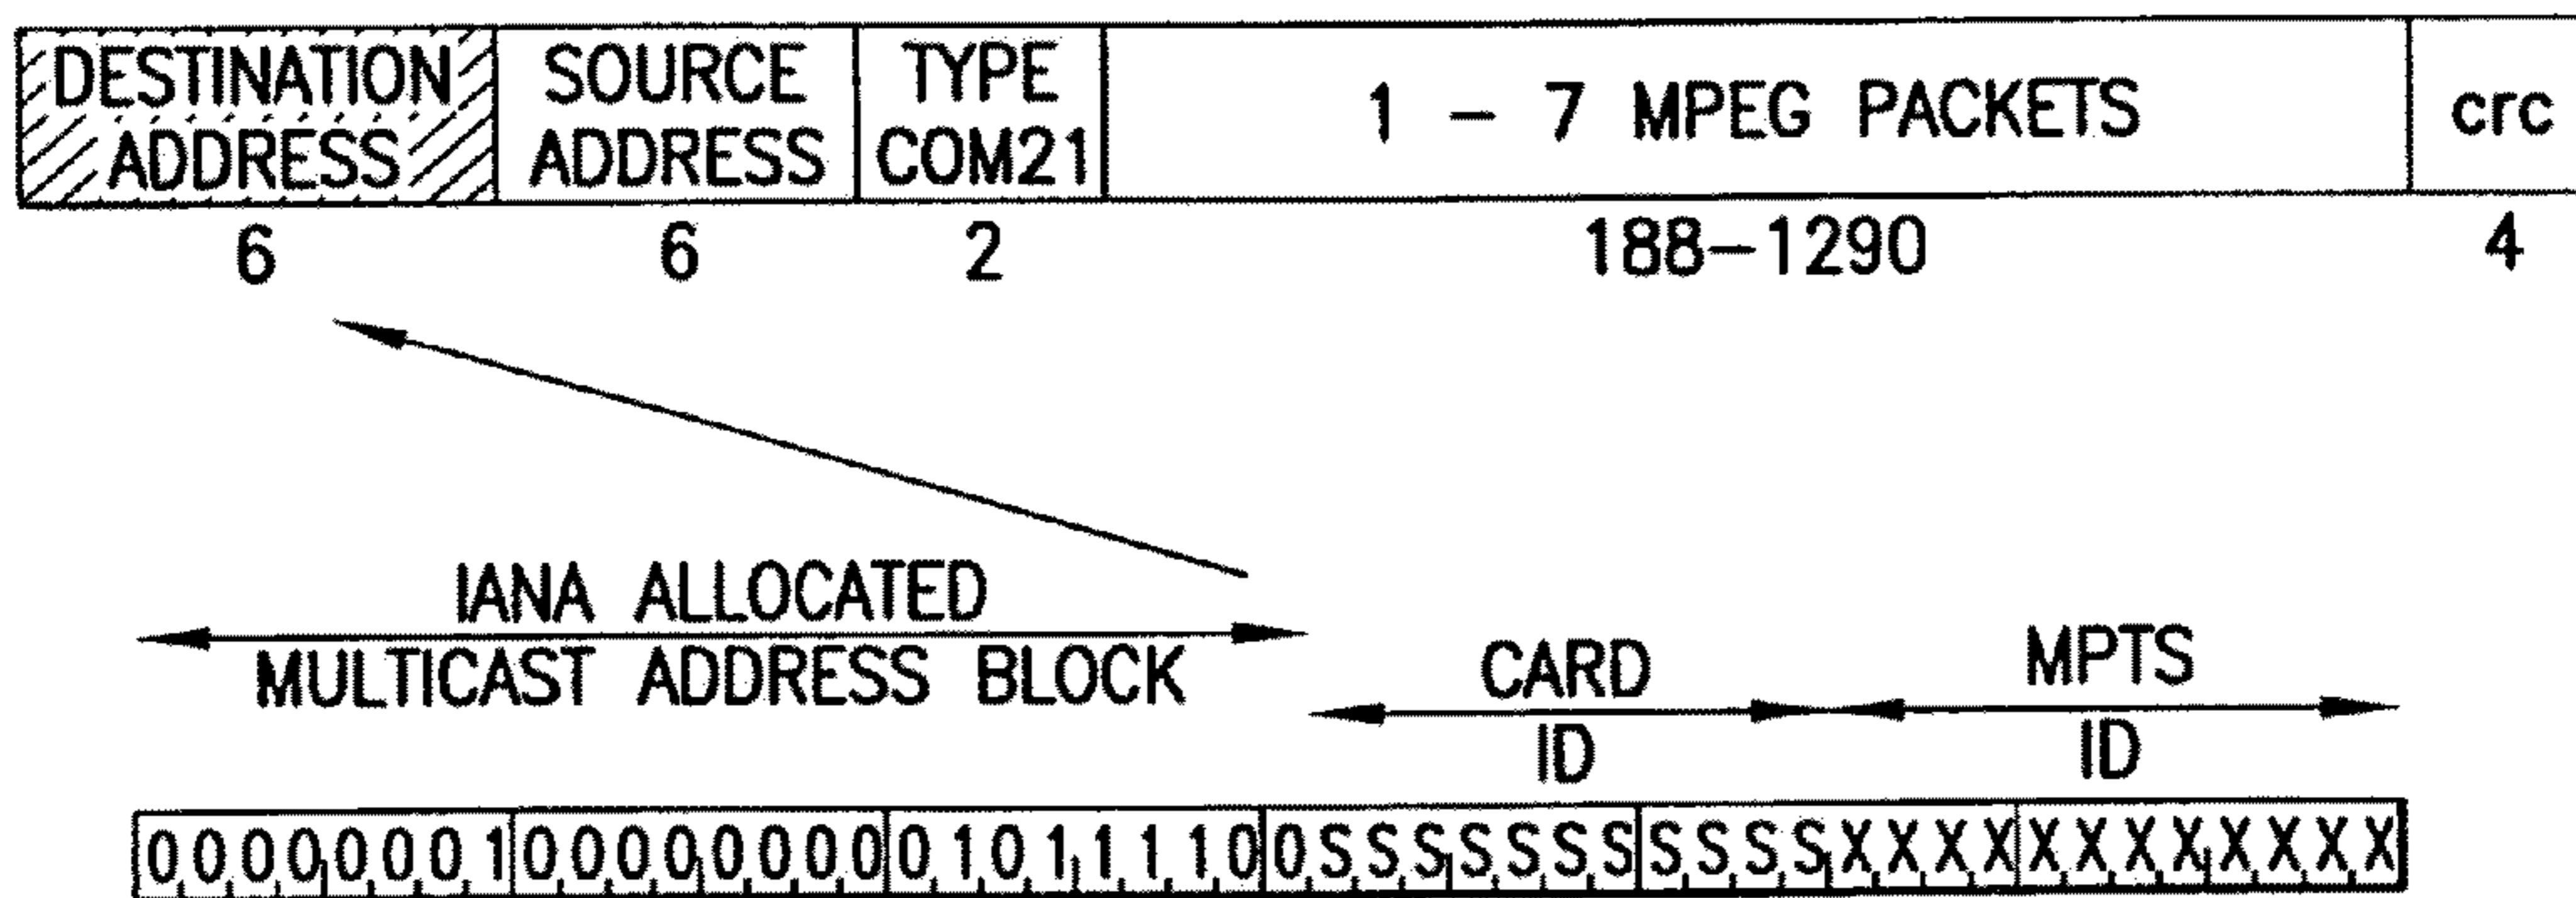 DESTINATION ADDRESS SOURCE ADDRESS TYPE COM21 1 - 7 MPEG PACKETS crc
6 6 2 188-1290 4
IANA ALLOCATED
MULTICAST ADDRESS BLOCK
CARD ID
MPTS ID
0 0 0 0 0 0 0 1 0 0 0 0 0 0 0 0 0 1 0 1 1 1 1 0 0 S S S S S S S S S S S X X X X X X X X X X X X